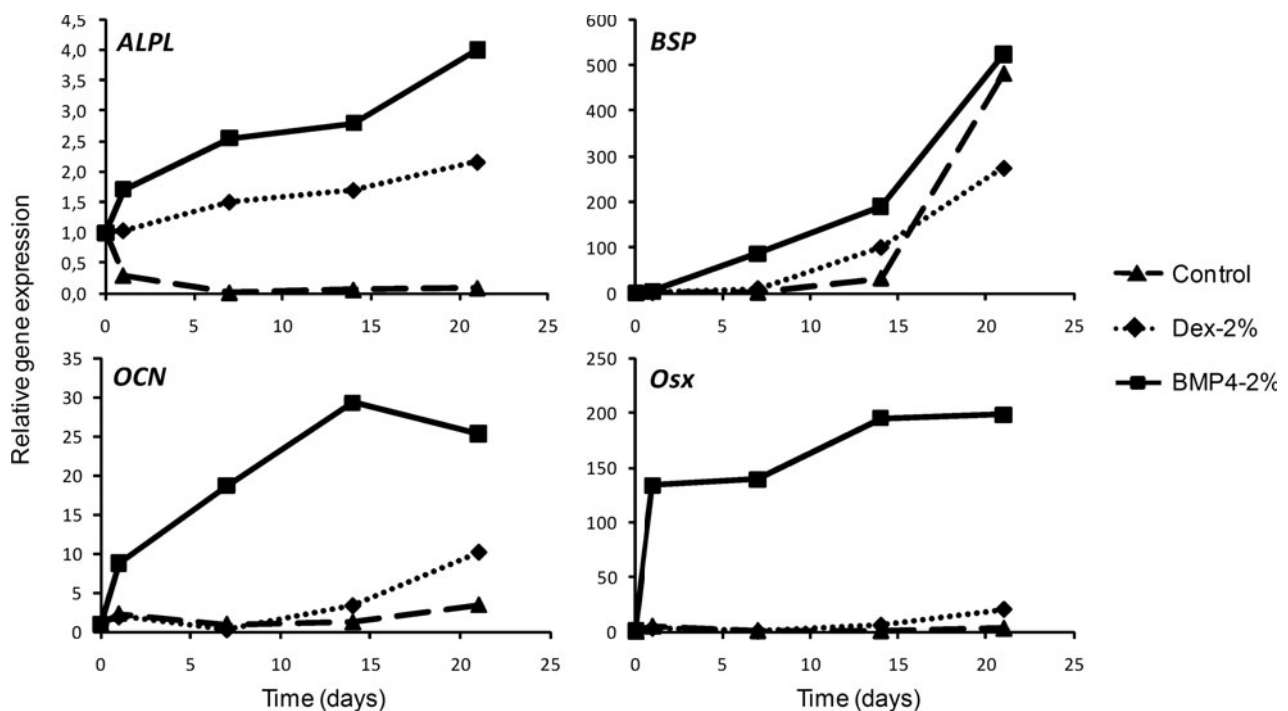 ALPL
4,5
4,0
3,5
3,0
2,5
2,0
1,5
1,0
0,5
0,0
0 5 10 15 20 25
BSP
600
500
400
300
200
100
0
0 5 10 15 20 25
OCN
35
30
25
20
15
10
5
0
0 5 10 15 20 25
Time (days)
Osx
250
200
150
100
50
0
0 5 10 15 20 25
Time (days)
Relative gene expression
Control
Dex-2%
BMP4-2%